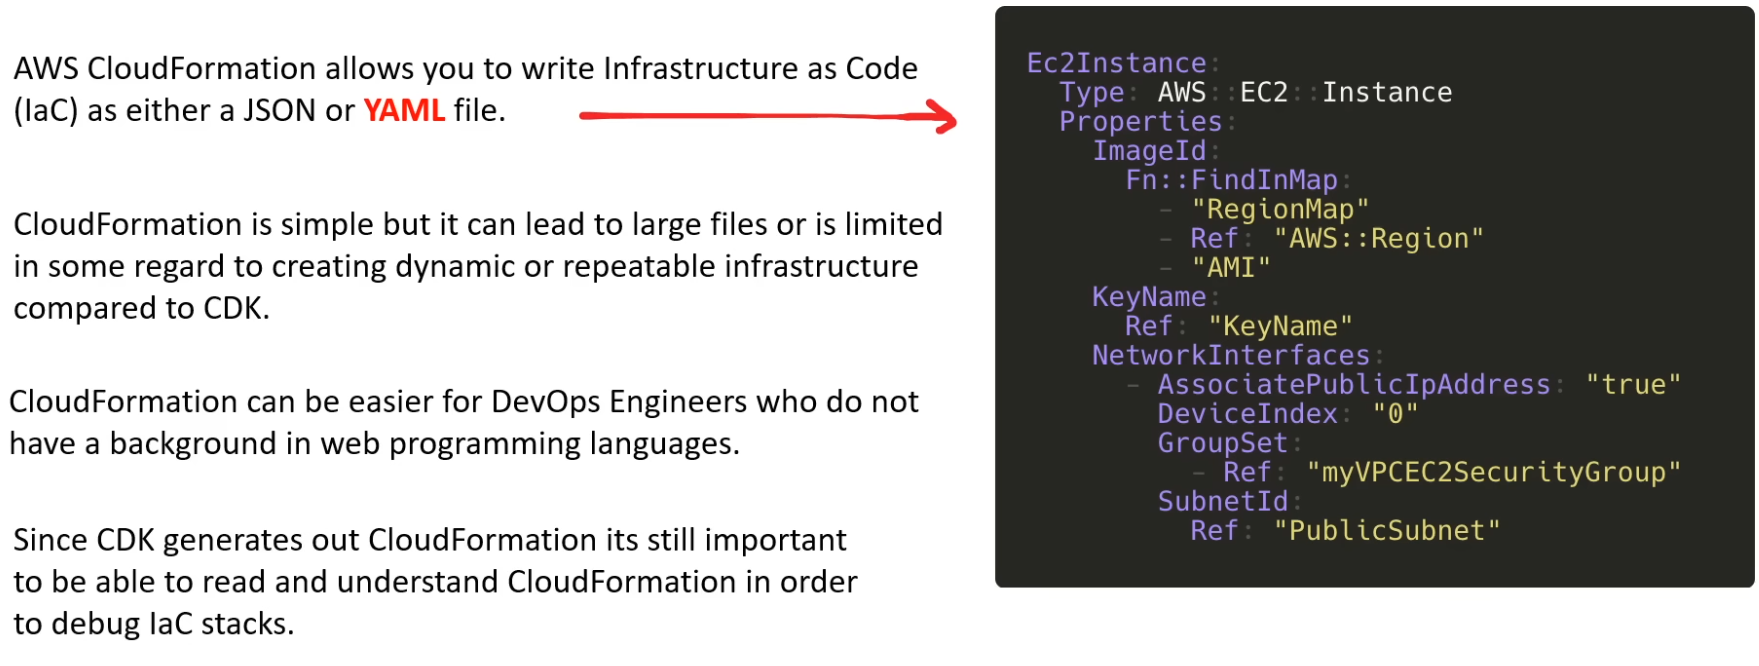 AWS CloudFormation allows you to write Infrastructure as Code
(IaC) as either a JSON or YAML file.
CloudFormation is simple but it can lead to large files or is limited
in some regard to creating dynamic or repeatable infrastructure
compared to CDK.
CloudFormation can be easier for DevOps Engineers who do not
have a background in web programming languages.
Since CDK generates out CloudFormation its still important
to be able to read and understand CloudFormation in order
to debug IaC stacks.
Ec2Instance:
  Type: AWS::EC2::Instance
  Properties:
    ImageId:
      Fn::FindInMap:
        - "RegionMap"
        - Ref: "AWS::Region"
        - "AMI"
    KeyName:
      Ref: "KeyName"
    NetworkInterfaces:
      - AssociatePublicIpAddress: "true"
        DeviceIndex: "0"
        GroupSet:
          - Ref: "myVPCEC2SecurityGroup"
        SubnetId:
          Ref: "PublicSubnet"